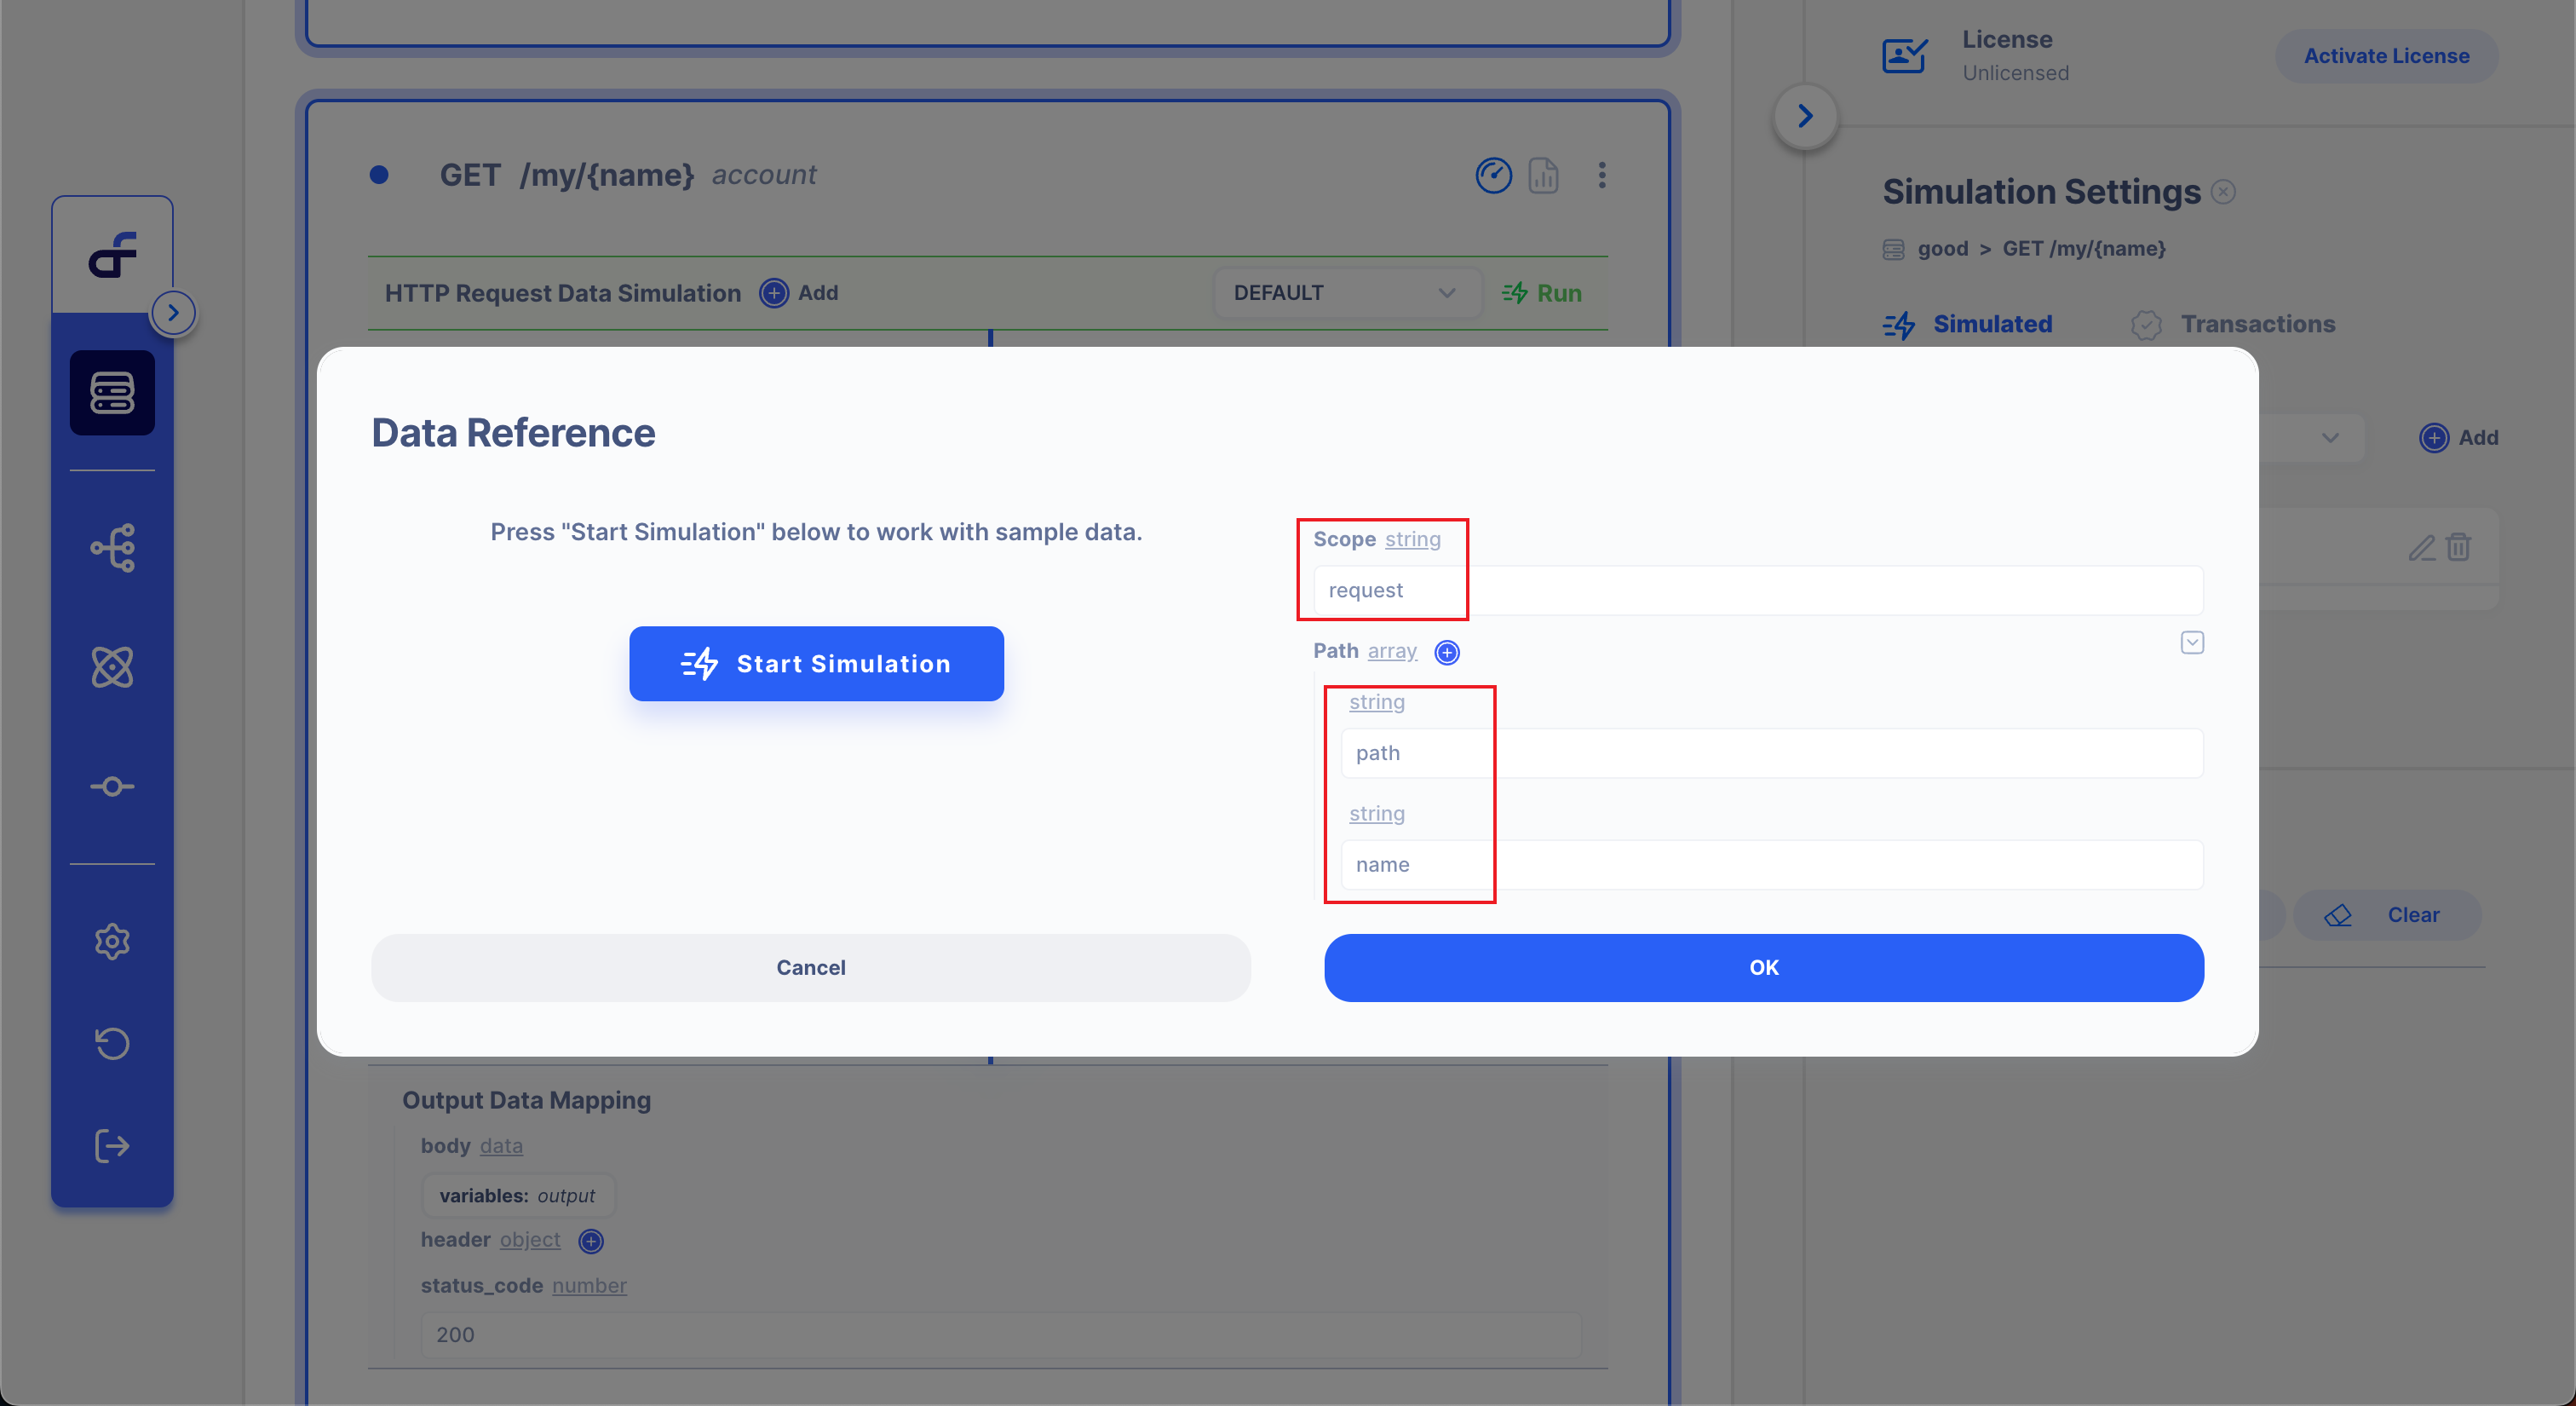 License
Unlicensed
Activate License
GET /my/{name} account
Simulation Settings
good > GET /my/{name}
HTTP Request Data Simulation Add DEFAULT Run
Simulated Transactions
Add
Data Reference
Press "Start Simulation" below to work with sample data.
Start Simulation
Scope string
request
Path array
string
path
string
name
Clear
Cancel
OK
Output Data Mapping
body data
variables: output
header object
status_code number
200